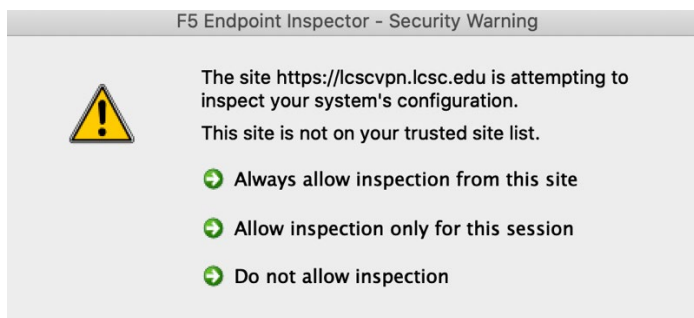 F5 Endpoint Inspector - Security Warning
The site https://lcscvpn.lcsc.edu is attempting to
inspect your system's configuration.
This site is not on your trusted site list.
Always allow inspection from this site
Allow inspection only for this session
Do not allow inspection